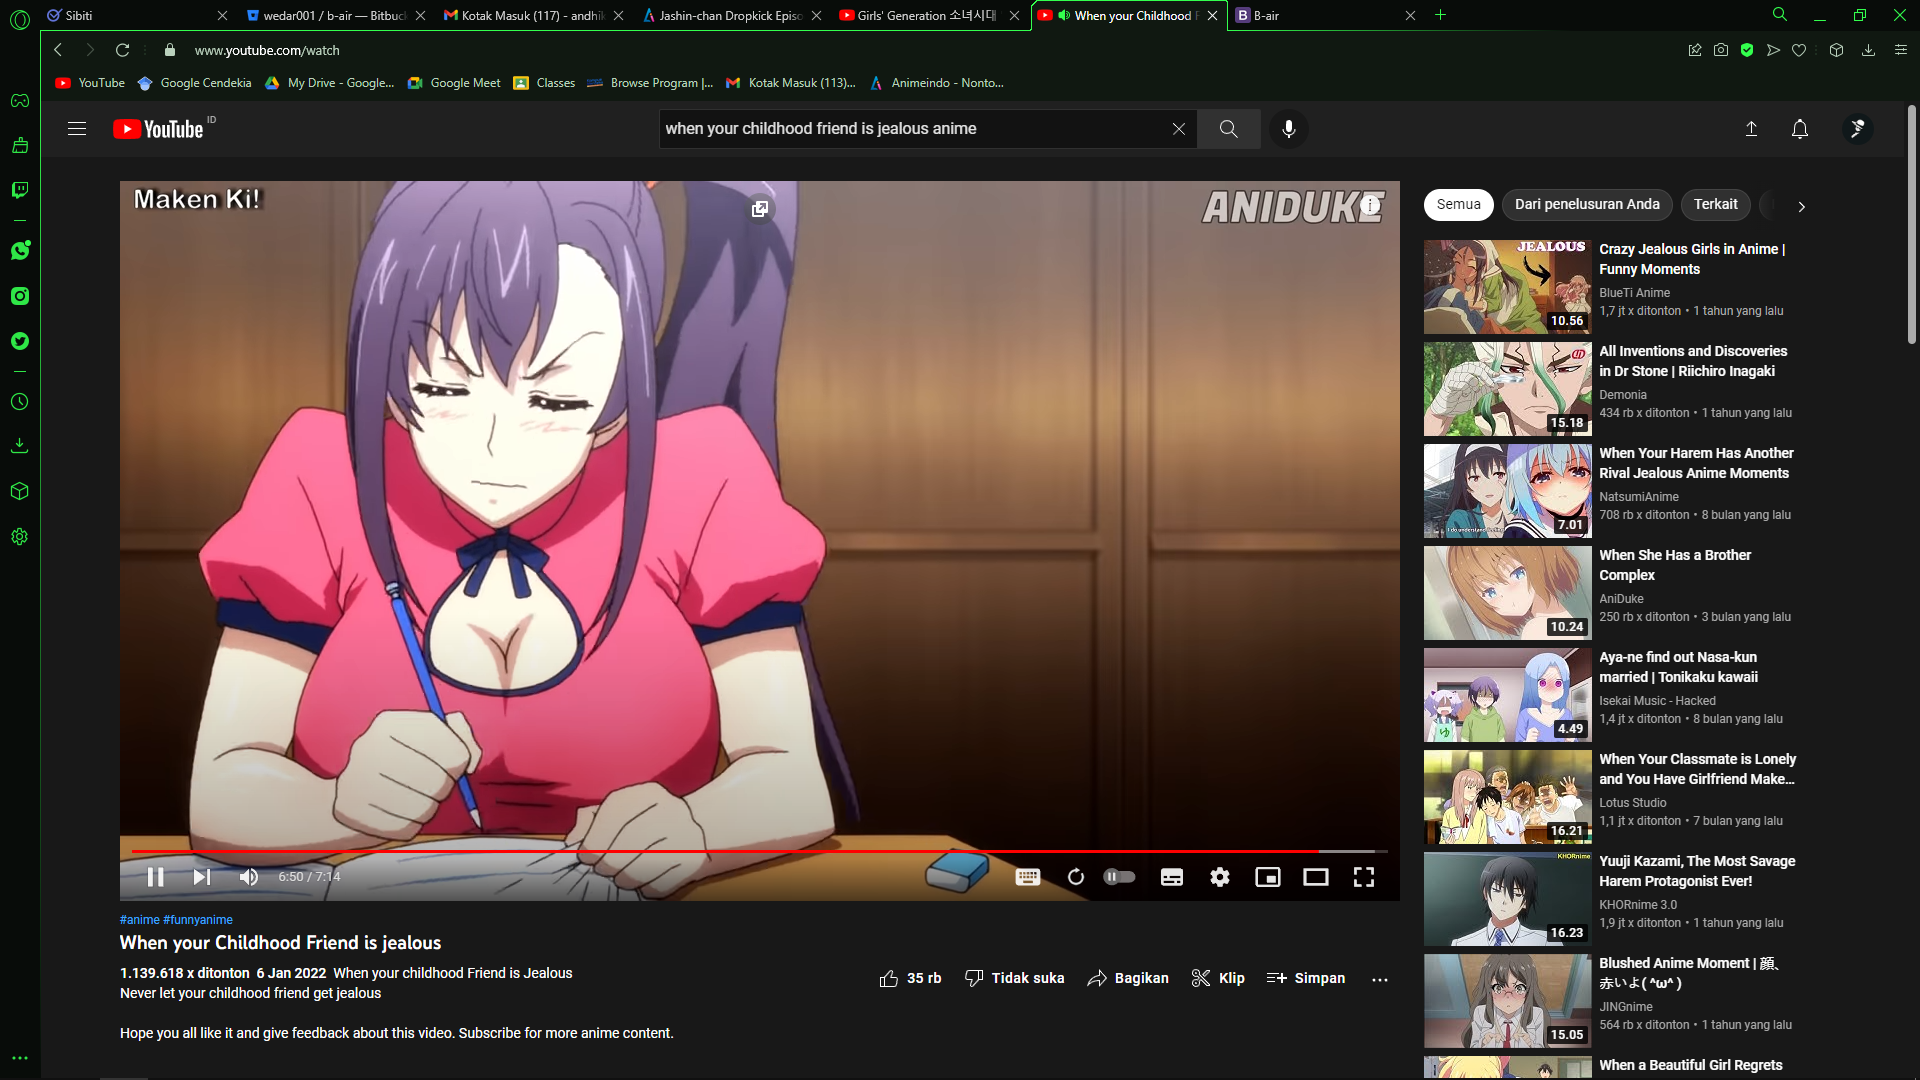 Sibiti
wedar001 / b-air — Bitbuck
Kotak Masuk (117) - andhik
Jashin-chan Dropkick Episo
Girls' Generation 소녀시대
When your Childhood F
B-air
www.youtube.com/watch
YouTube
Google Cendekia
My Drive - Google...
Google Meet
Classes
Browse Program |...
Kotak Masuk (113)...
Animeindo - Nonto...
YouTube ID
when your childhood friend is jealous anime
Maken Ki!
ANIDUKE
6:50 / 7:14
#anime #funnyanime
When your Childhood Friend is jealous
1.139.618 x ditonton 6 Jan 2022 When your childhood Friend is Jealous
Never let your childhood friend get jealous
Hope you all like it and give feedback about this video. Subscribe for more anime content.
35 rb
Tidak suka
Bagikan
Klip
Simpan
Semua
Dari penelusuran Anda
Terkait
JEALOUS
10.56
Crazy Jealous Girls in Anime |
Funny Moments
BlueTi Anime
1,7 jt x ditonton • 1 tahun yang lalu
15.18
All Inventions and Discoveries
in Dr Stone | Riichiro Inagaki
Demonia
434 rb x ditonton • 1 tahun yang lalu
7.01
When Your Harem Has Another
Rival Jealous Anime Moments
NatsumiAnime
708 rb x ditonton • 8 bulan yang lalu
10.24
When She Has a Brother
Complex
AniDuke
250 rb x ditonton • 3 bulan yang lalu
ゆ
4.49
Aya-ne find out Nasa-kun
married | Tonikaku kawaii
Isekai Music - Hacked
1,4 jt x ditonton • 8 bulan yang lalu
16.21
When Your Classmate is Lonely
and You Have Girlfriend Make...
Lotus Studio
1,1 jt x ditonton • 7 bulan yang lalu
KHORnime
16.23
Yuuji Kazami, The Most Savage
Harem Protagonist Ever!
KHORnime 3.0
1,9 jt x ditonton • 1 tahun yang lalu
15.05
Blushed Anime Moment | 顔、
赤いよ( ^ω^ )
JINGnime
564 rb x ditonton • 1 tahun yang lalu
When a Beautiful Girl Regrets